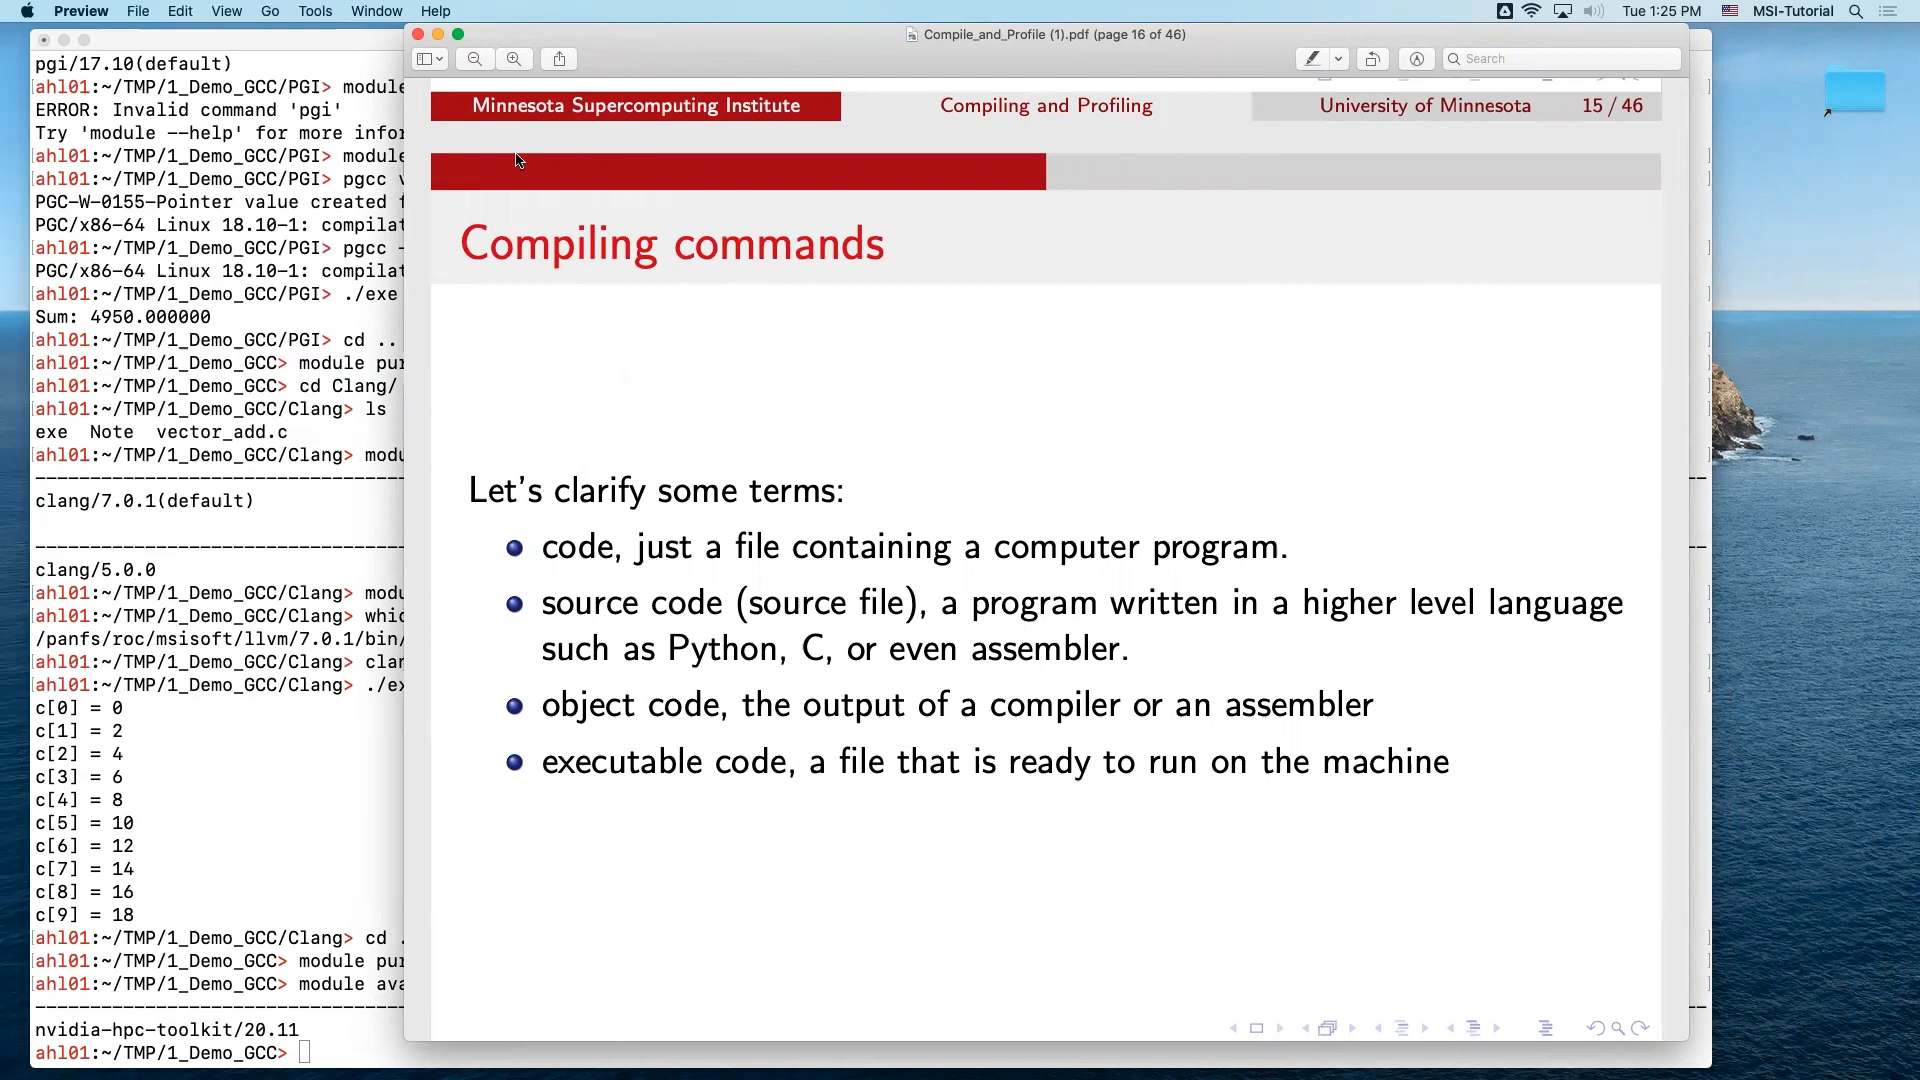 Preview File Edit View Go Tools Window Help
Tue 1:25 PM MSI-Tutorial
pgi/17.10(default)
[ahl01:~/TMP/1_Demo_GCC/PGI> module
ERROR: Invalid command 'pgi'
Try 'module --help' for more infor
[ahl01:~/TMP/1_Demo_GCC/PGI> module
[ahl01:~/TMP/1_Demo_GCC/PGI> pgcc v
PGC-W-0155-Pointer value created f
PGC/x86-64 Linux 18.10-1: compilat
[ahl01:~/TMP/1_Demo_GCC/PGI> pgcc -
PGC/x86-64 Linux 18.10-1: compilat
[ahl01:~/TMP/1_Demo_GCC/PGI> ./exe
Sum: 4950.000000
[ahl01:~/TMP/1_Demo_GCC/PGI> cd ..
[ahl01:~/TMP/1_Demo_GCC> module pur
[ahl01:~/TMP/1_Demo_GCC> cd Clang/
[ahl01:~/TMP/1_Demo_GCC/Clang> ls
exe Note vector_add.c
[ahl01:~/TMP/1_Demo_GCC/Clang> modu
clang/7.0.1(default)
clang/5.0.0
[ahl01:~/TMP/1_Demo_GCC/Clang> modu
[ahl01:~/TMP/1_Demo_GCC/Clang> whic
/panfs/roc/msisoft/llvm/7.0.1/bin/
[ahl01:~/TMP/1_Demo_GCC/Clang> clan
[ahl01:~/TMP/1_Demo_GCC/Clang> ./ex
c[0] = 0
c[1] = 2
c[2] = 4
c[3] = 6
c[4] = 8
c[5] = 10
c[6] = 12
c[7] = 14
c[8] = 16
c[9] = 18
[ahl01:~/TMP/1_Demo_GCC/Clang> cd .
[ahl01:~/TMP/1_Demo_GCC> module pur
[ahl01:~/TMP/1_Demo_GCC> module ava
nvidia-hpc-toolkit/20.11
ahl01:~/TMP/1_Demo_GCC>
Compile_and_Profile (1).pdf (page 16 of 46)
Search
Minnesota Supercomputing Institute Compiling and Profiling University of Minnesota 15 / 46
Compiling commands
Let's clarify some terms:
code, just a file containing a computer program.
source code (source file), a program written in a higher level language
such as Python, C, or even assembler.
object code, the output of a compiler or an assembler
executable code, a file that is ready to run on the machine